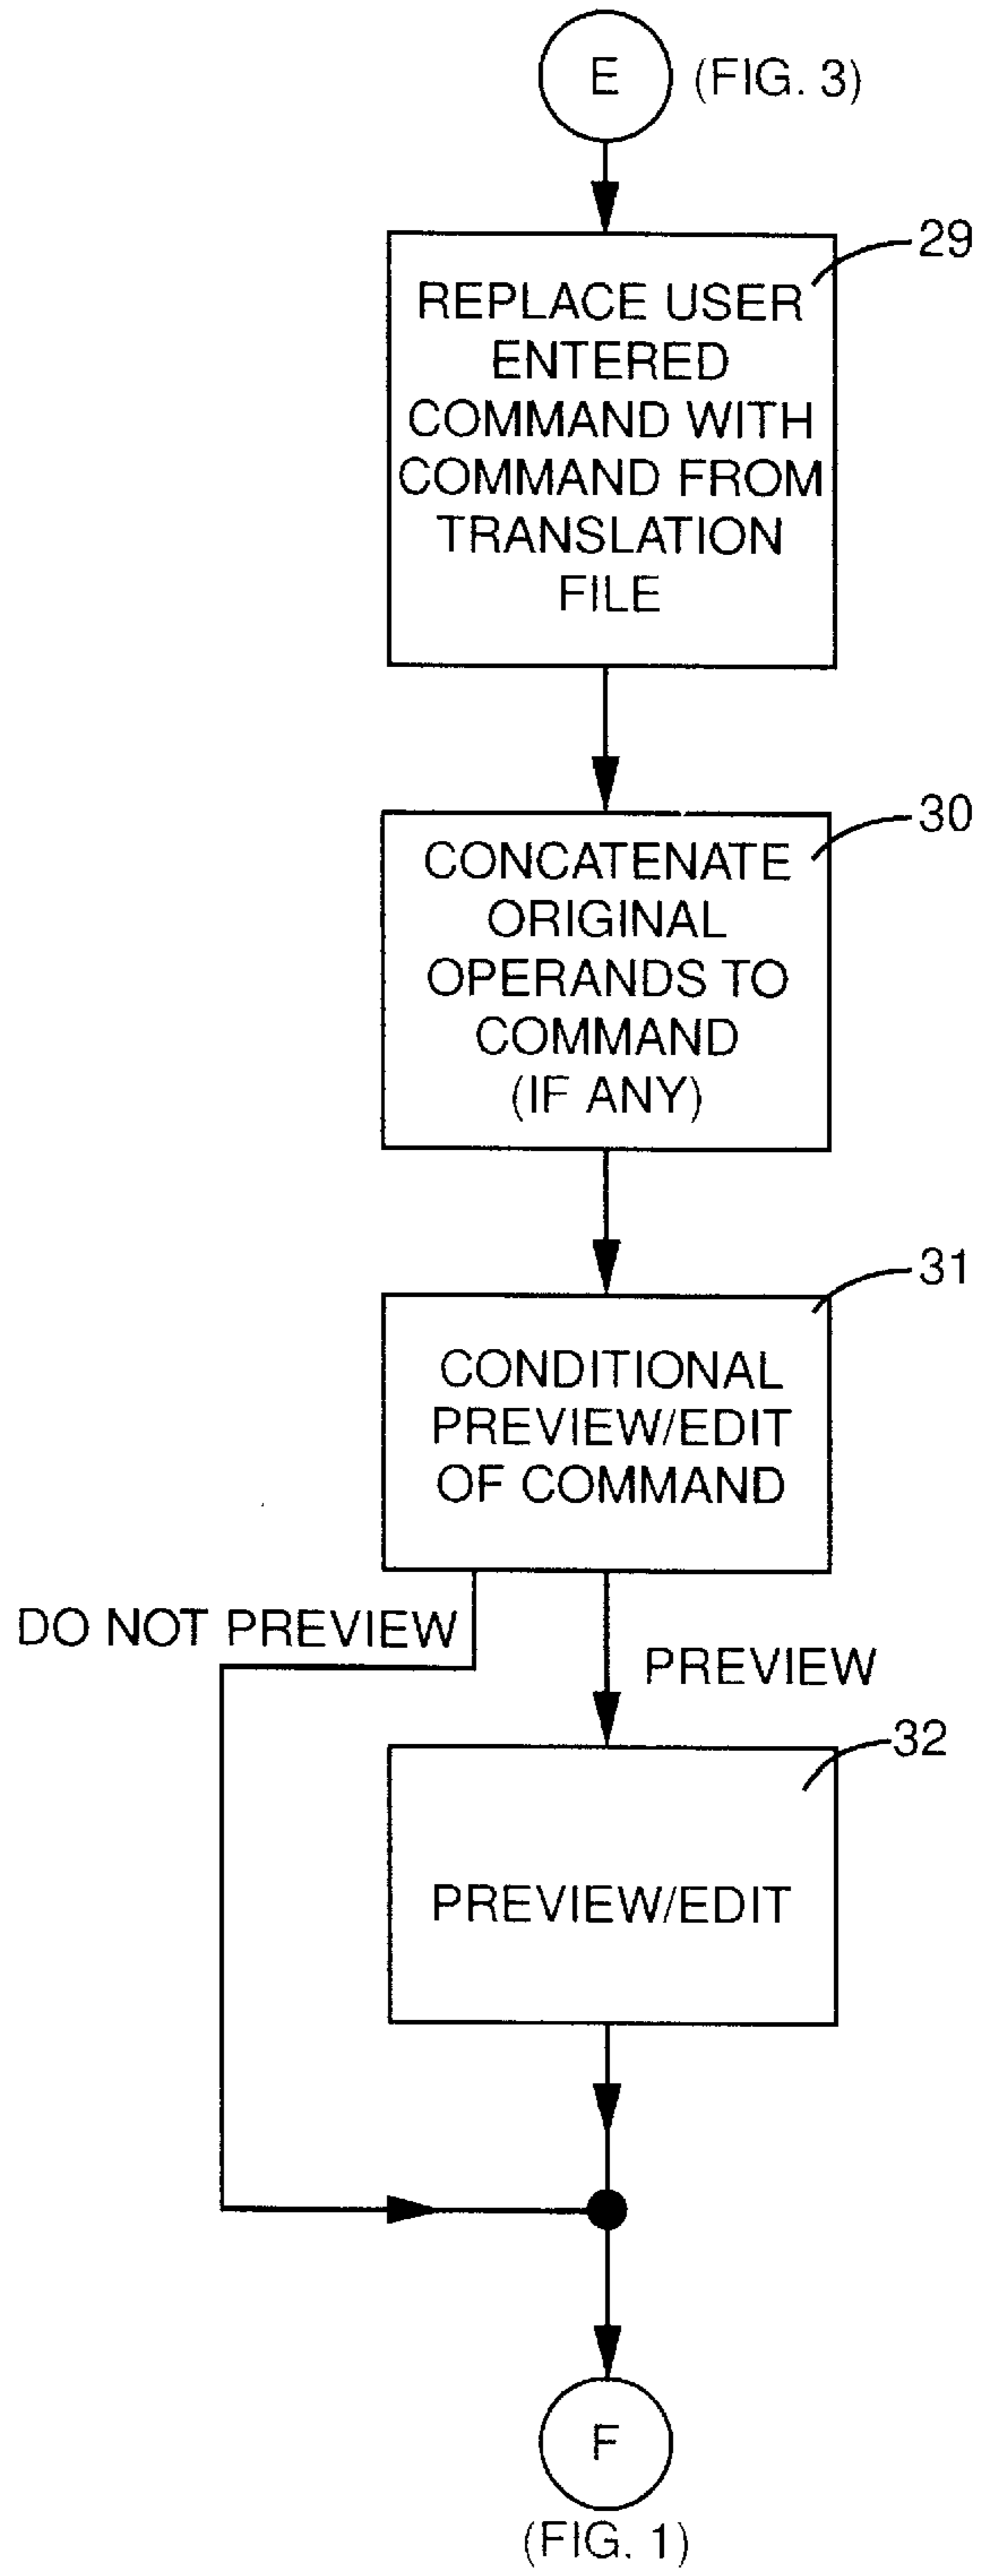 E (FIG. 3)
29
REPLACE USER
ENTERED
COMMAND WITH
COMMAND FROM
TRANSLATION
FILE
30
CONCATENATE
ORIGINAL
OPERANDS TO
COMMAND
(IF ANY)
31
CONDITIONAL
PREVIEW/EDIT
OF COMMAND
DO NOT PREVIEW
PREVIEW
32
PREVIEW/EDIT
F
(FIG. 1)